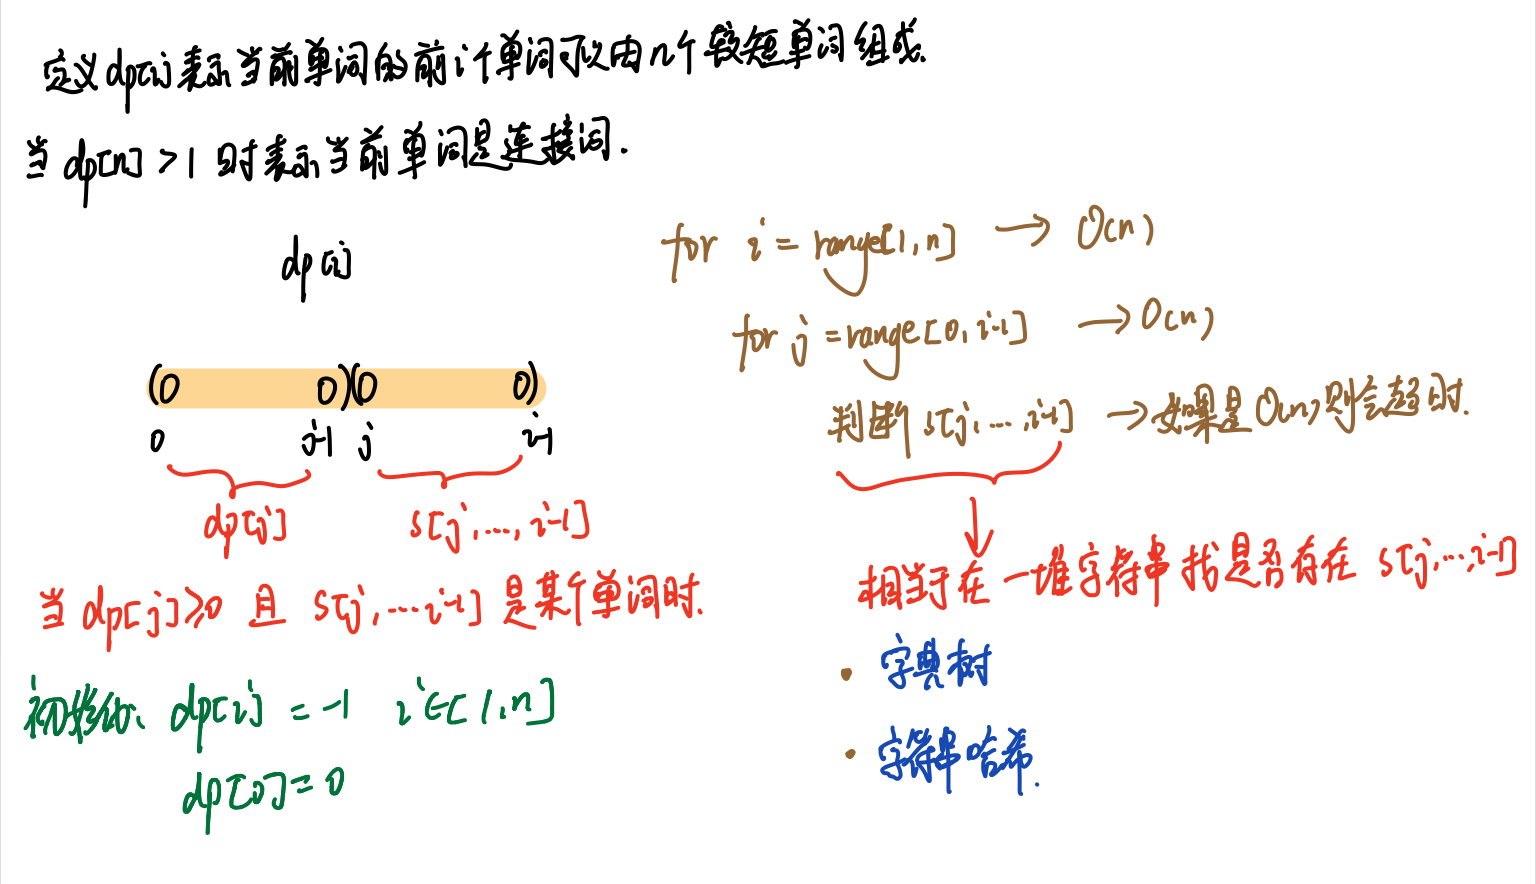 定义dp[i]表示当前单词的前i个单词可以由n个较短单词组成.
当 dp[n] >1 时表示当前单词是连接词.
dp[i]
(0 0)(0 0)
0 j-1 j i-1
dp[j] s[j,...,i-1]
当 dp[j]≥0 且 s[j,...i-1] 是某个单词时.
初始化: dp[i] = -1 i∈[1,n]
dp[0]=0
for i = range[1,n] → O(n)
for j = range[0,i-1] → O(n)
判断 s[j,...,i-1] → 如果是O(n)则会超时.
相当于在一堆字符串找是否存在 s[j,...,i-1]
· 字典树
· 字符串哈希.